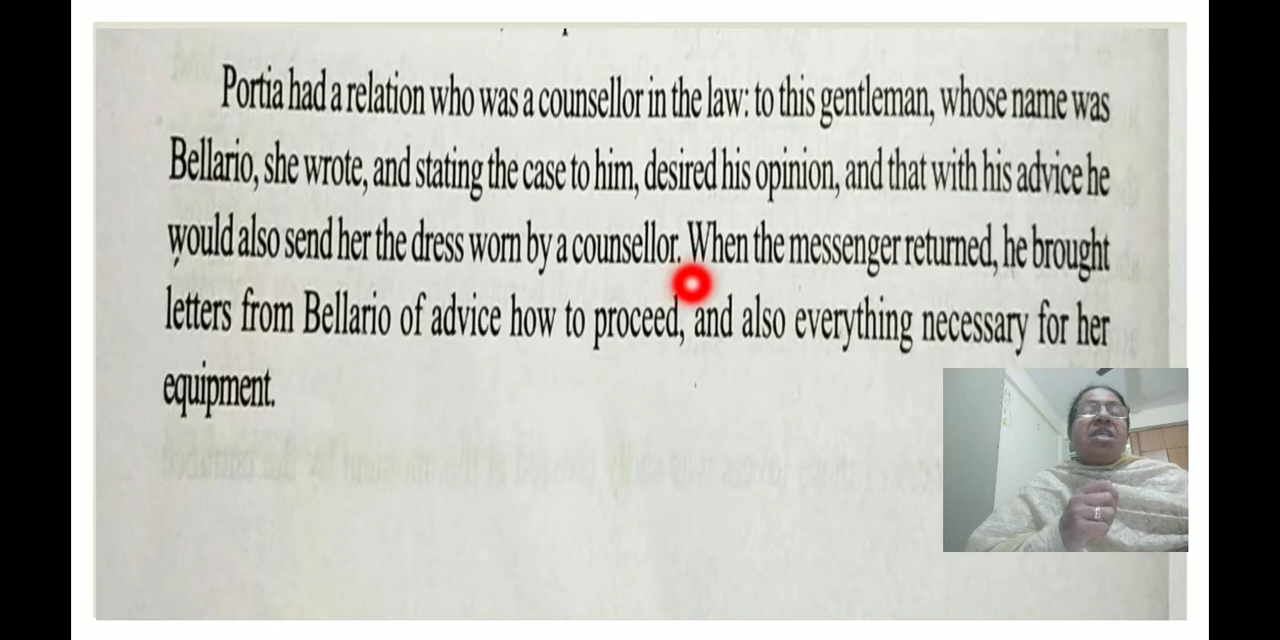 Portia had a relation who was a counsellor in the law: to this gentleman, whose name was
Bellario, she wrote, and stating the case to him, desired his opinion, and that with his advice he
would also send her the dress worn by a counsellor. When the messenger returned, he brought
letters from Bellario of advice how to proceed, and also everything necessary for her
equipment.